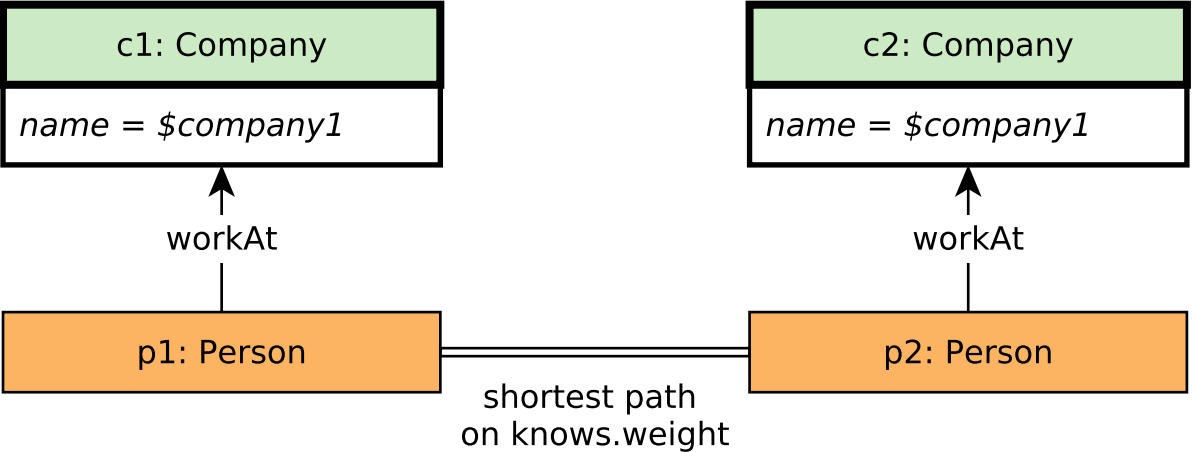 c1: Company
c2: Company
name = $company1
name = $company1
workAt
workAt
p1: Person
p2: Person
shortest path
on knows.weight